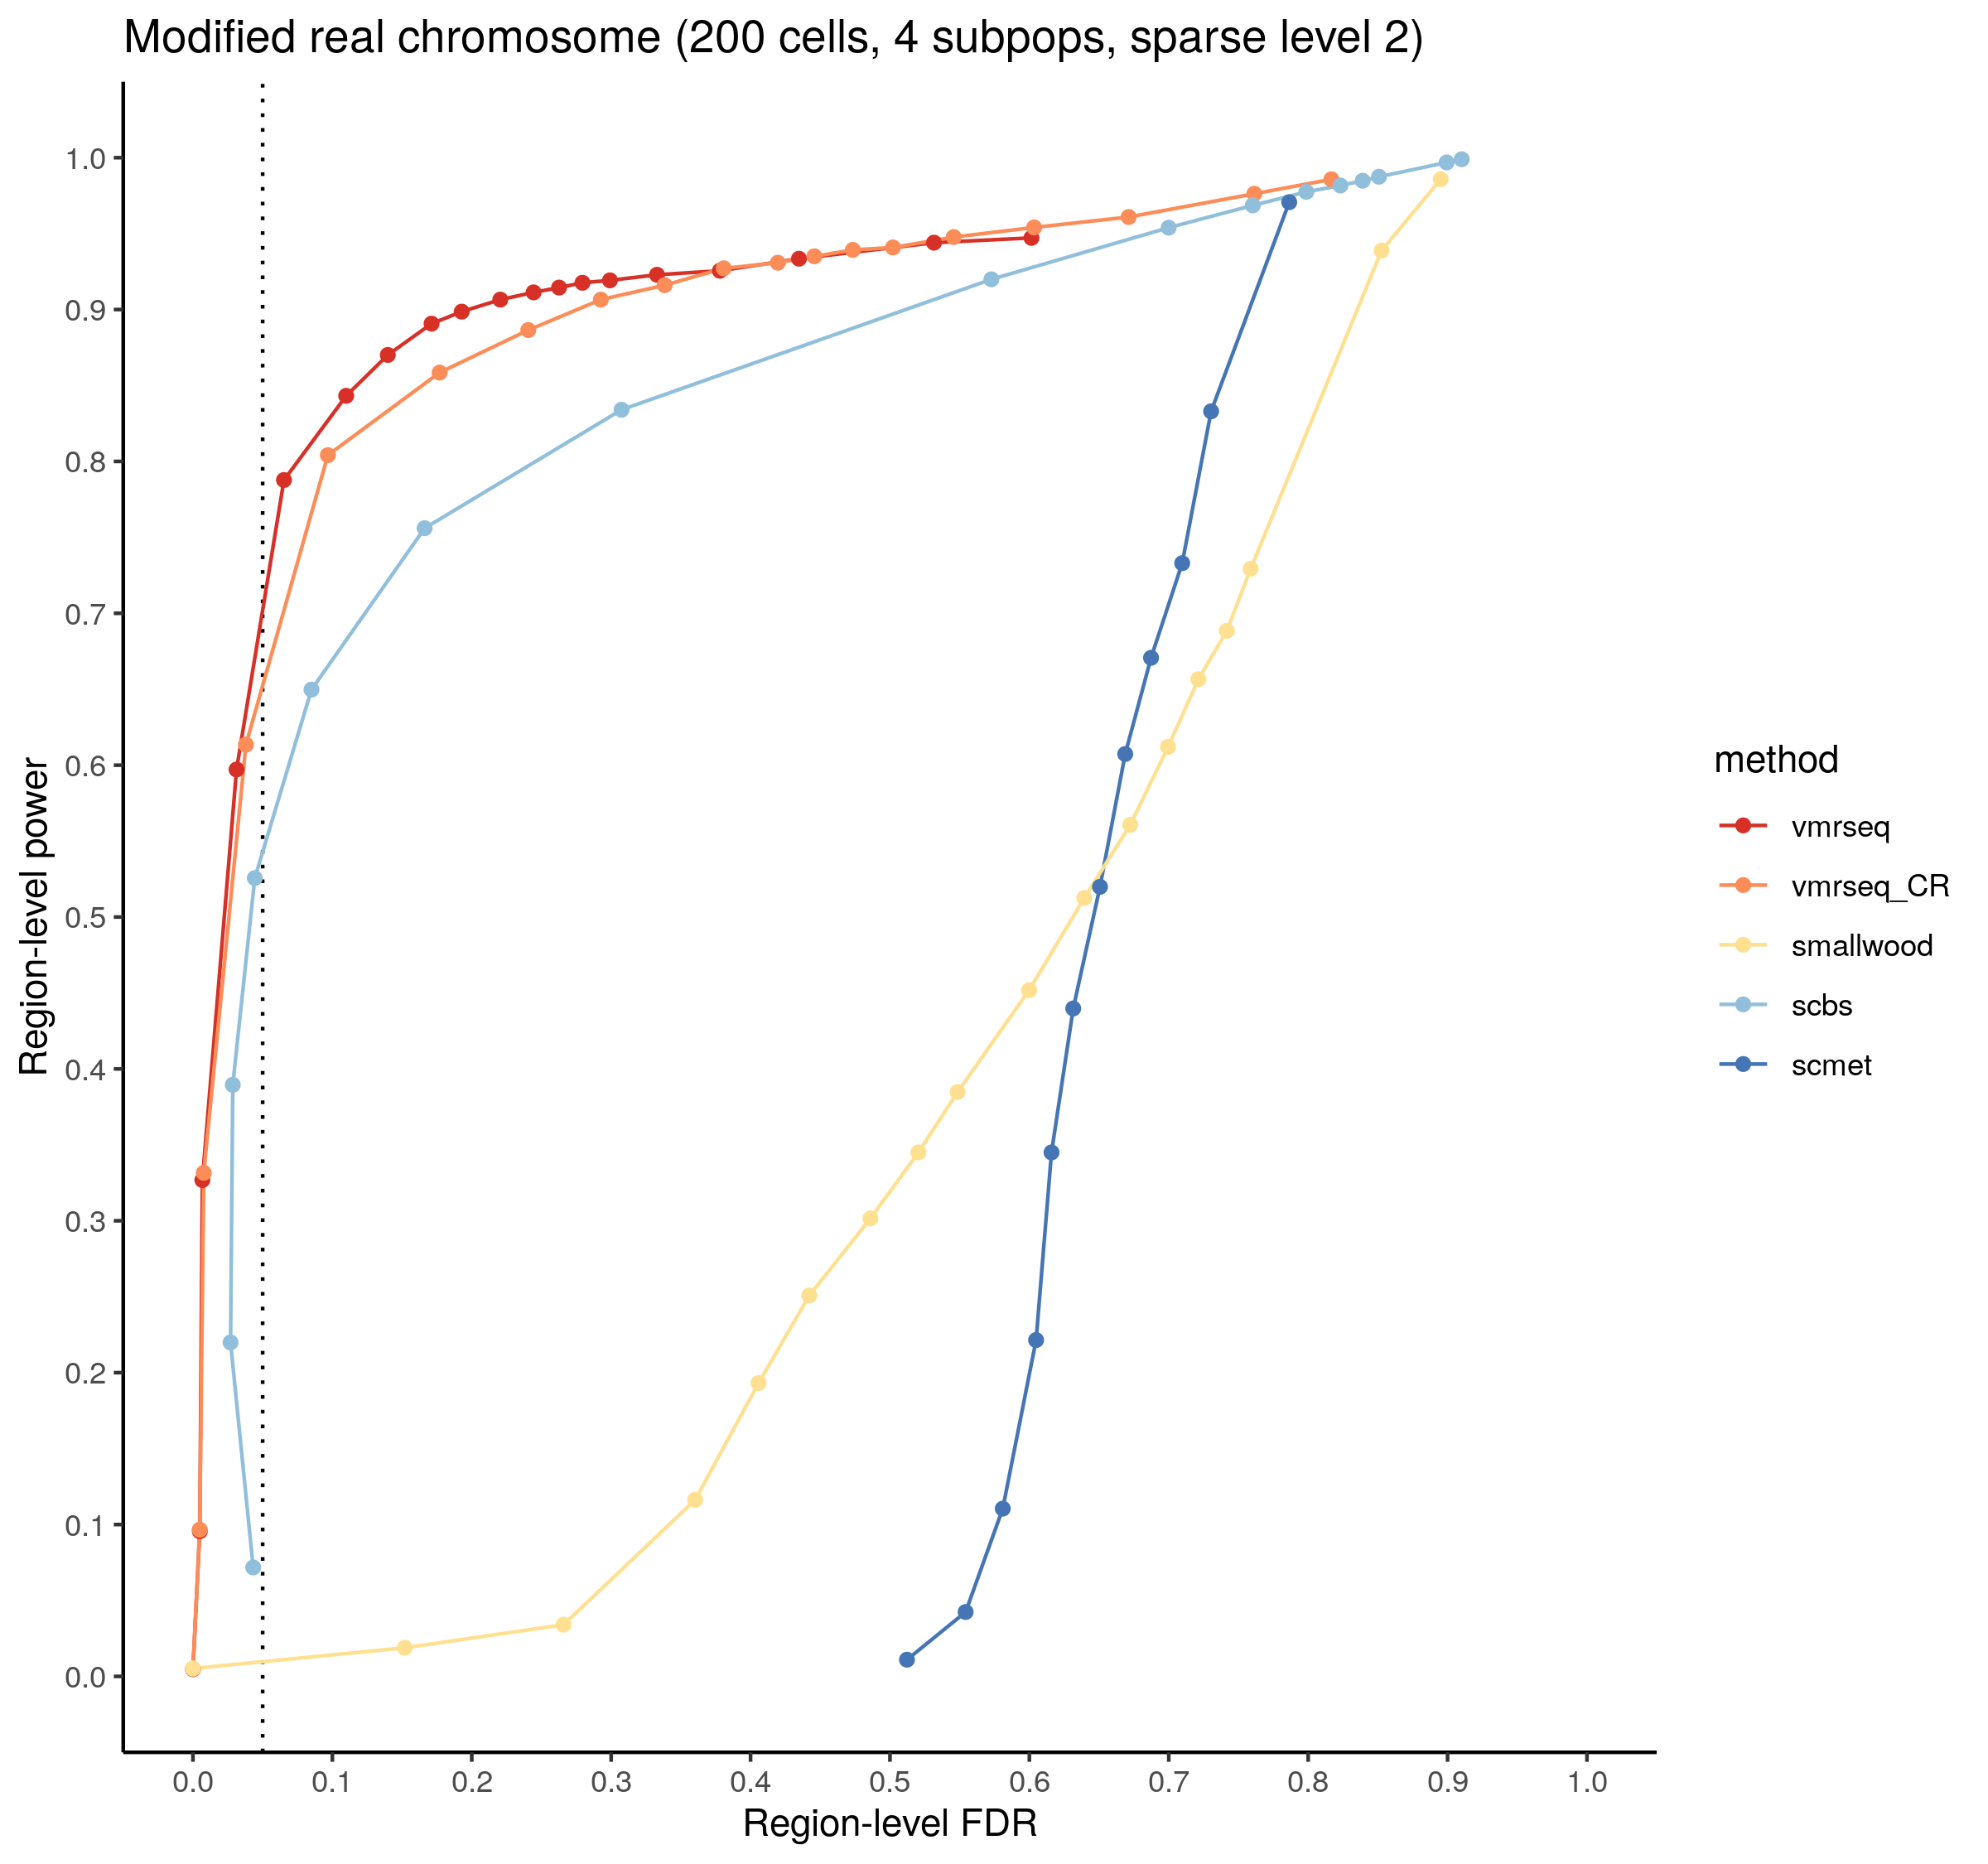 Modified real chromosome (200 cells, 4 subpops, sparse level 2)
Region-level power
1.0
0.9
0.8
0.7
0.6
0.5
0.4
0.3
0.2
0.1
0.0
0.0 0.1 0.2 0.3 0.4 0.5 0.6 0.7 0.8 0.9 1.0
Region-level FDR
method
vmrseq
vmrseq_CR
smallwood
scbs
scmet